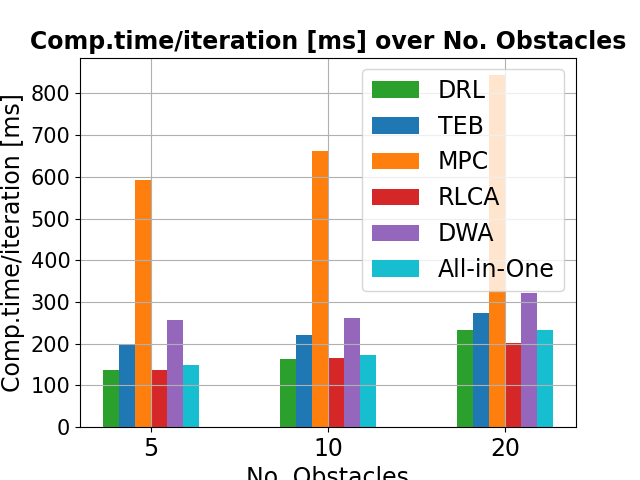 Comp.time/iteration [ms] over No. Obstacles
Comp.time/iteration [ms]
800
700
600
500
400
300
200
100
0
DRL
TEB
MPC
RLCA
DWA
All-in-One
5 10 20
No. Obstacles